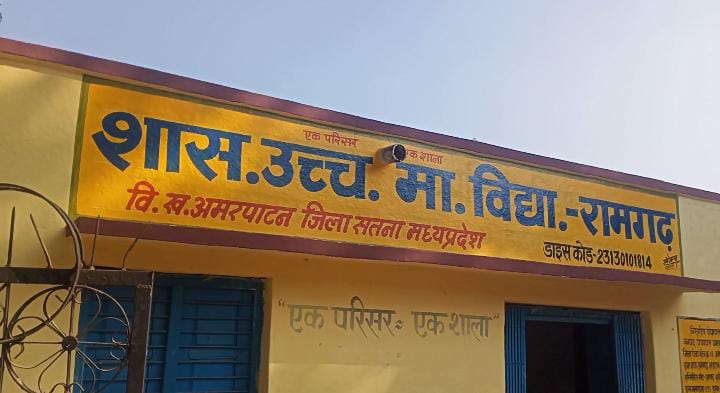 एक परिसर एक शाला
शास. उच्च. मा. विद्या.-रामगढ़
वि. ख. अमरपाटन जिला सतना मध्यप्रदेश
डाइस कोड-23130101814
"एक परिसर = एक शाला"